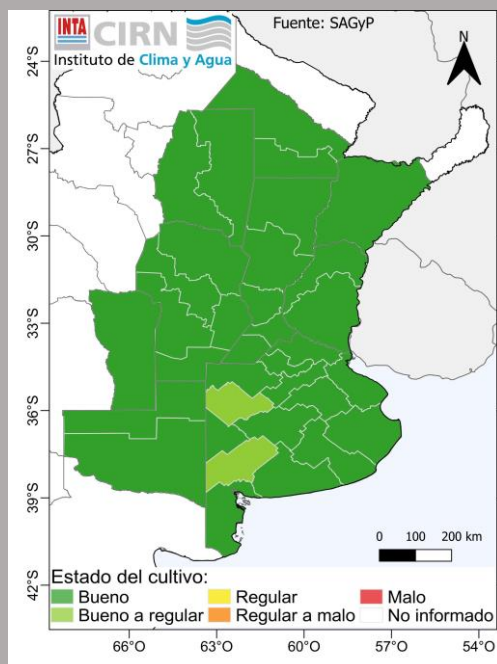 INTA CIRN
Instituto de Clima y Agua
Fuente: SAGyP
N
24°S
27°S
30°S
33°S
36°S
39°S
42°S
0 100 200 km
Estado del cultivo:
Bueno Regular Malo
Bueno a regular Regular a malo No informado
66°O 63°O 60°O 57°O 54°O